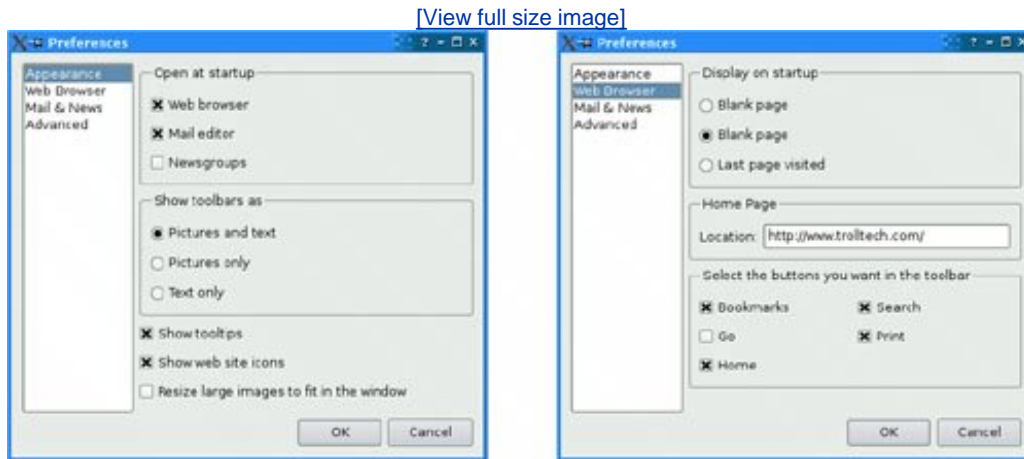 [View full size image]
Preferences
Appearance
Web Browser
Mail & News
Advanced
Open at startup
Web browser
Mail editor
Newsgroups
Show toolbars as
Pictures and text
Pictures only
Text only
Show tooltips
Show web site icons
Resize large images to fit in the window
OK
Cancel
Preferences
Appearance
Web Browser
Mail & News
Advanced
Display on startup
Blank page
Blank page
Last page visited
Home Page
Location: http://www.trolltech.com/
Select the buttons you want in the toolbar
Bookmarks
Search
Go
Print
Home
OK
Cancel